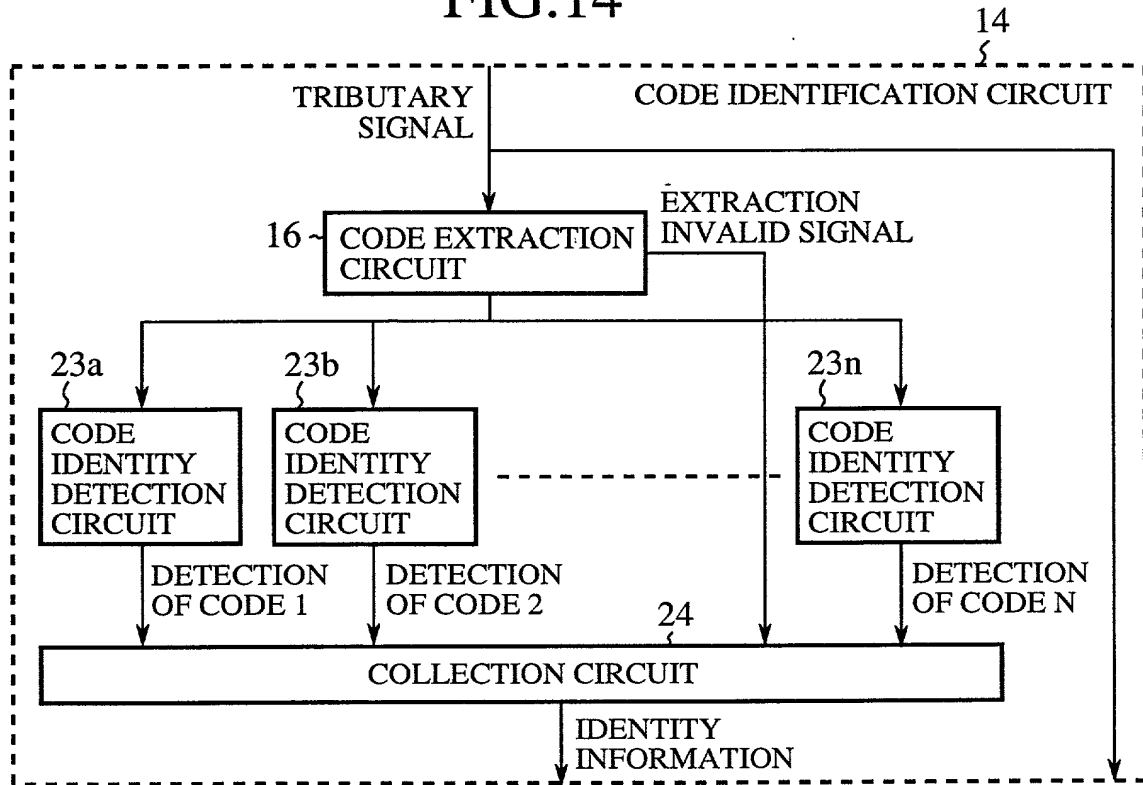 FIG.14
14
TRIBUTARY
SIGNAL
CODE IDENTIFICATION CIRCUIT
EXTRACTION
INVALID SIGNAL
16
CODE EXTRACTION
CIRCUIT
23a
23b
23n
CODE
IDENTITY
DETECTION
CIRCUIT
CODE
IDENTITY
DETECTION
CIRCUIT
CODE
IDENTITY
DETECTION
CIRCUIT
DETECTION
OF CODE 1
DETECTION
OF CODE 2
DETECTION
OF CODE N
24
COLLECTION CIRCUIT
IDENTITY
INFORMATION